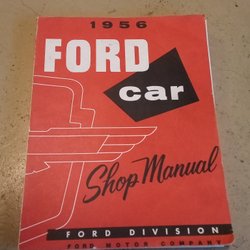 1956
FORD
car
Shop Manual
FORD DIVISION
FORD MOTOR COMPANY